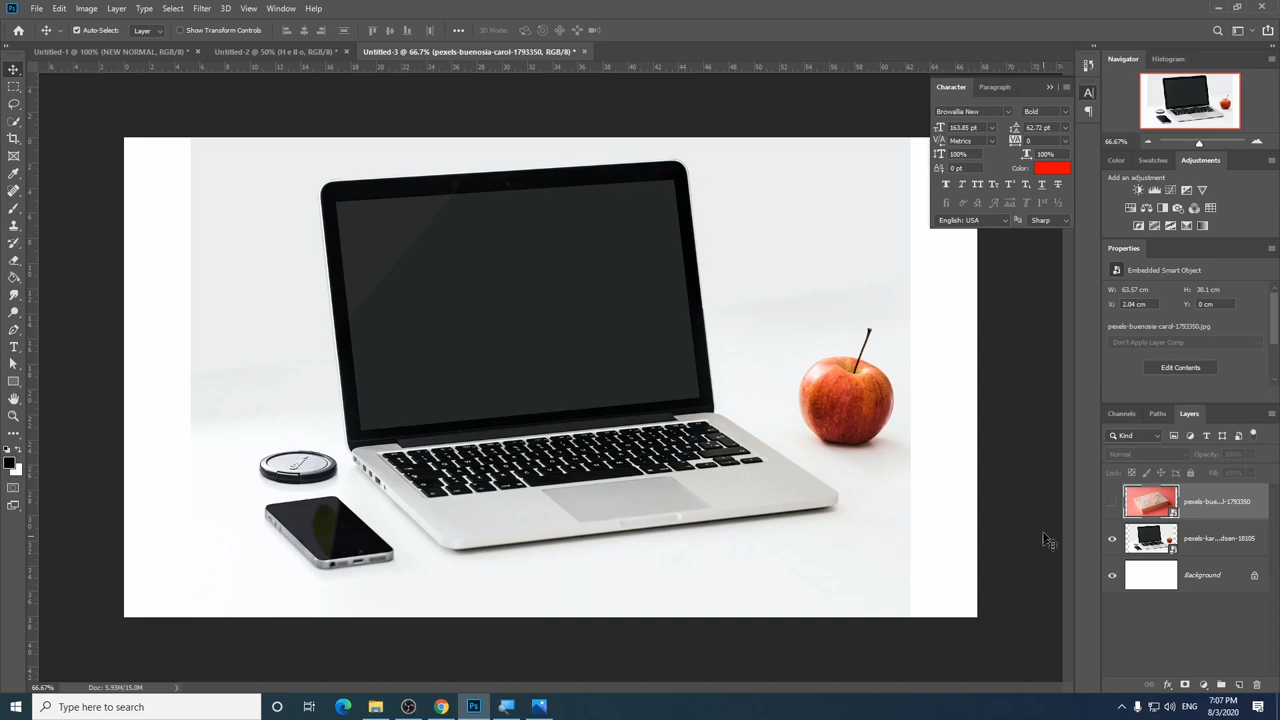 File Edit Image Layer Type Select Filter 3D View Window Help
Auto-Select: Layer Show Transform Controls 3D Mode:
Untitled-1 @ 100% (NEW NORMAL, RGB/8) * × Untitled-2 @ 50% (H e ll o, RGB/8) * × Untitled-3 @ 66.7% (pexels-buenosia-carol-1793350, RGB/8) * ×
Character Paragraph
Browallia New Bold
163.85 pt 62.72 pt
Metrics 0
100% 100%
0 pt Color:
English: USA Sharp
Navigator Histogram
66.67%
Color Swatches Adjustments
Add an adjustment
Properties
Embedded Smart Object
W: 63.57 cm H: 38.1 cm
X: 2.04 cm Y: 0 cm
pexels-buenosia-carol-1793350.jpg
Don't Apply Layer Comp
Edit Contents
Channels Paths Layers
Kind
Normal Opacity: 100%
Lock: Fill: 100%
pexels-bue...l-1793350
pexels-kar...dsen-18105
Background
66.67% Doc: 5.93M/15.0M
Type here to search
ENG
7:07 PM
8/3/2020